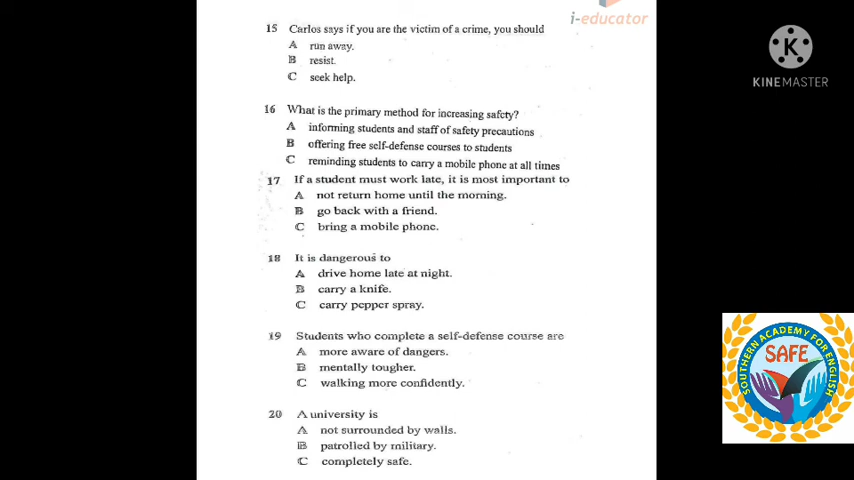 i-educator
15 Carlos says if you are the victim of a crime, you should
A run away.
B resist.
C seek help.
16 What is the primary method for increasing safety?
A informing students and staff of safety precautions
B offering free self-defense courses to students
C reminding students to carry a mobile phone at all times
17 If a student must work late, it is most important to
A not return home until the morning.
B go back with a friend.
C bring a mobile phone.
18 It is dangerous to
A drive home late at night.
B carry a knife.
C carry pepper spray.
19 Students who complete a self-defense course are
A more aware of dangers.
B mentally tougher.
C walking more confidently.
20 A university is
A not surrounded by walls.
B patrolled by military.
C completely safe.
K
KINEMASTER
SOUTHERN ACADEMY FOR ENGLISH
SAFE